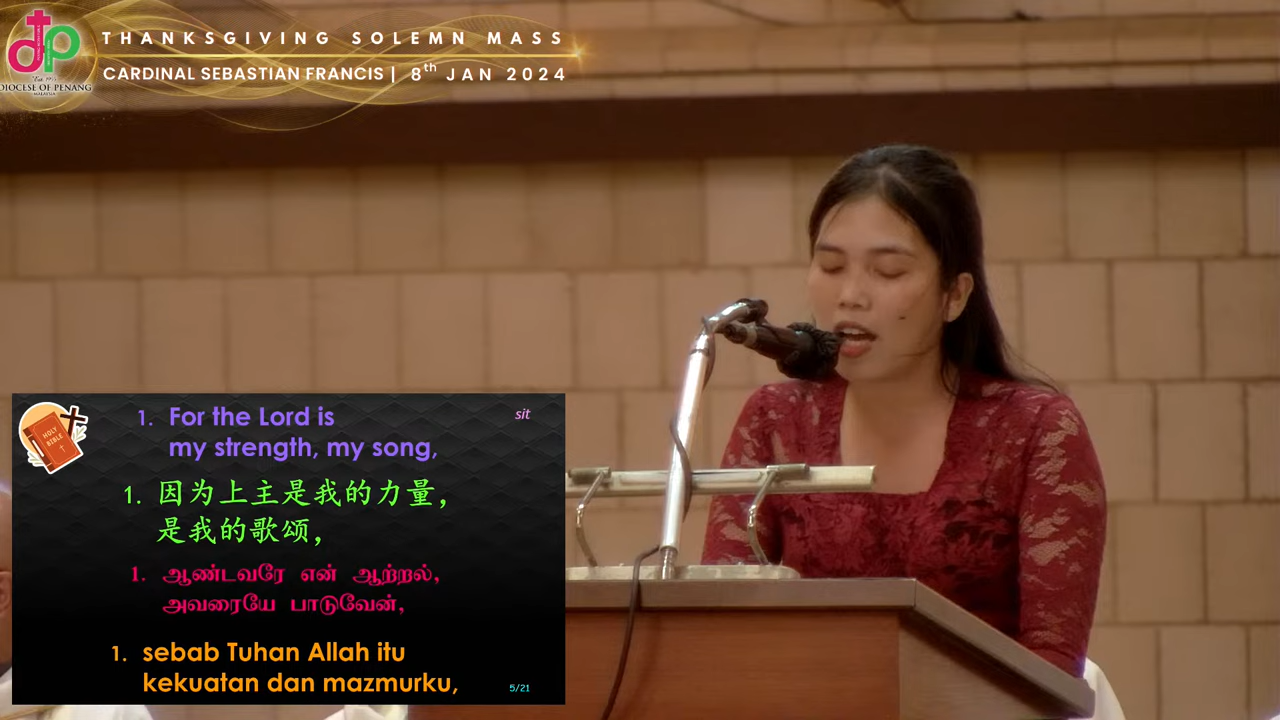 THANKSGIVING SOLEMN MASS
CARDINAL SEBASTIAN FRANCIS | 8th JAN 2024
dp
DIOCESE OF PENANG
MALAYSIA
HOLY BIBLE
sit
1. For the Lord is
my strength, my song,
1. 因为上主是我的力量，
是我的歌颂，
1. ஆண்டவரே என் ஆற்றல்,
அவரையே பாடுவேன்,
1. sebab Tuhan Allah itu
kekuatan dan mazmurku,
5/21